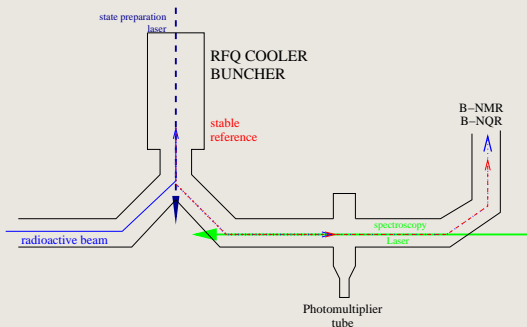 state preparation
laser
RFQ COOLER
BUNCHER
stable
reference
B-NMR
B-NQR
spectroscopy
Laser
radioactive beam
Photomultiplier
tube